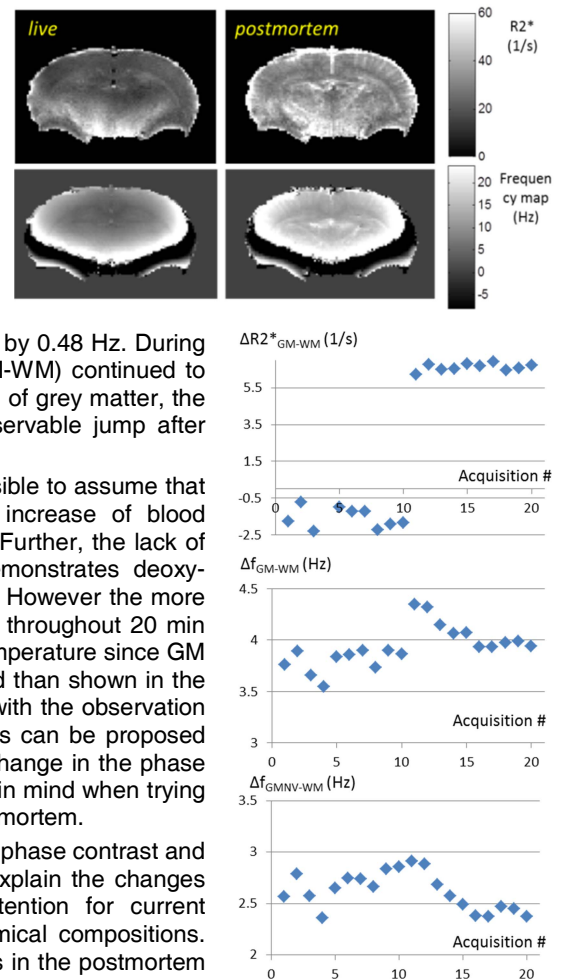 live
postmortem
60
R2*
(1/s)
40
20
0
20
Frequen
cy map
(Hz)
15
10
5
0
-5
by 0.48 Hz. During
M-WM) continued to
of grey matter, the
servable jump after
sible to assume that
increase of blood
Further, the lack of
emonstrates deoxy-
However the more
throughout 20 min
mperature since GM
d than shown in the
with the observation
s can be proposed
change in the phase
in mind when trying
mortem.
phase contrast and
explain the changes
tention for current
mical compositions.
s in the postmortem
ΔR2*GM-WM (1/s)
5.5
3.5
1.5
Acquisition #
-0.5
0 5 10 15 20
-2.5
ΔfGM-WM (Hz)
4.5
4
3.5
Acquisition #
3
0 5 10 15 20
ΔfGMNV-WM (Hz)
3.5
3
2.5
Acquisition #
2
0 5 10 15 20